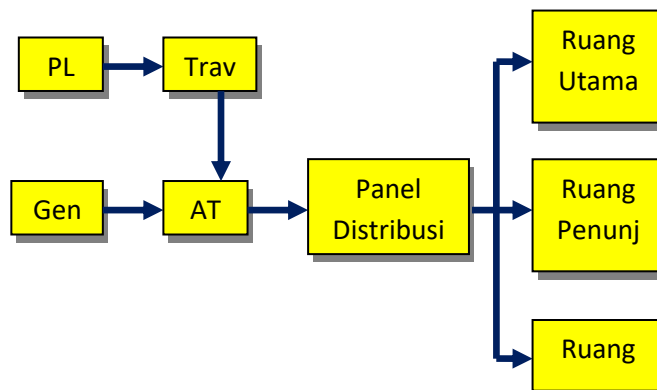 PL
Trav
Ruang
Utama
Gen
AT
Panel
Distribusi
Ruang
Penunj
Ruang